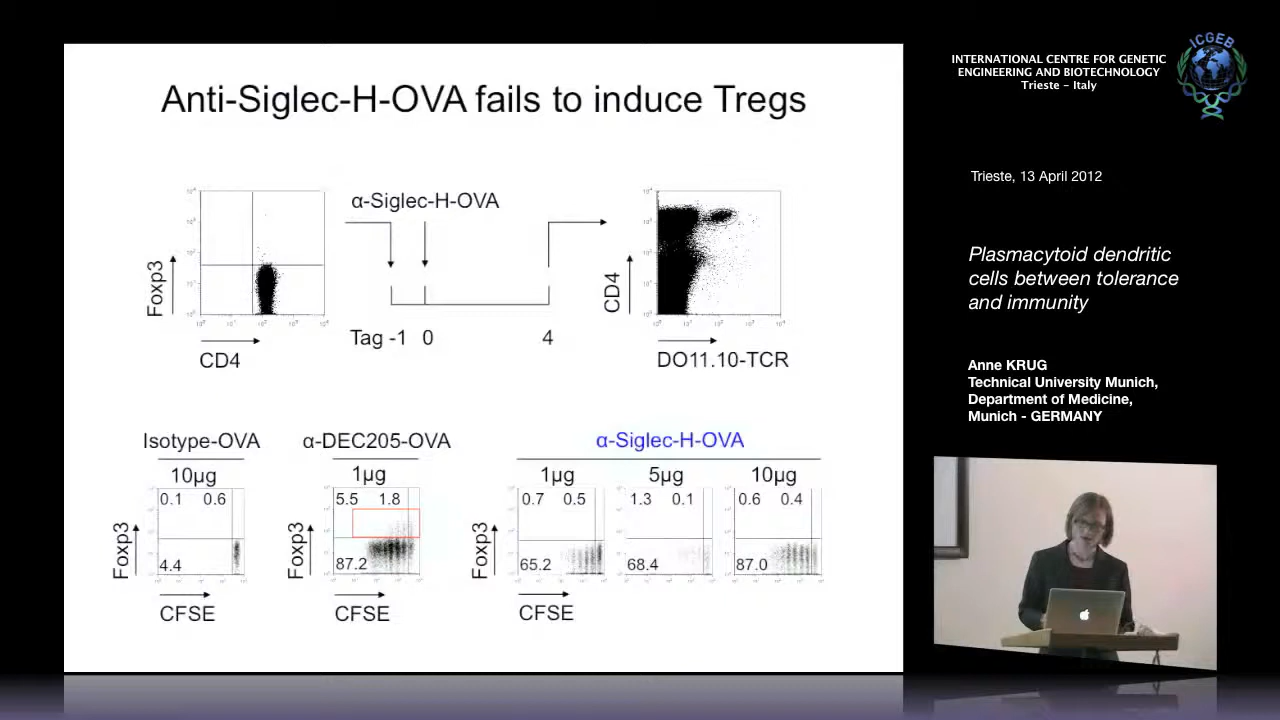 Anti-Siglec-H-OVA fails to induce Tregs
α-Siglec-H-OVA
Foxp3
CD4
Tag -1 0 4
CD4
DO11.10-TCR
Isotype-OVA
10µg
0.1 0.6
4.4
Foxp3
CFSE
α-DEC205-OVA
1µg
5.5 1.8
87.2
Foxp3
CFSE
α-Siglec-H-OVA
1µg 5µg 10µg
0.7 0.5 1.3 0.1 0.6 0.4
65.2 68.4 87.0
Foxp3
CFSE
INTERNATIONAL CENTRE FOR GENETIC
ENGINEERING AND BIOTECHNOLOGY
Trieste – Italy
ICGEB
Trieste, 13 April 2012
Plasmacytoid dendritic
cells between tolerance
and immunity
Anne KRUG
Technical University Munich,
Department of Medicine,
Munich - GERMANY